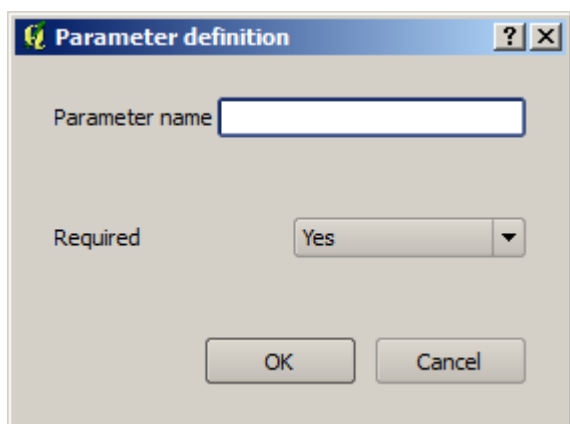 Parameter definition
Parameter name
Required Yes
OK Cancel